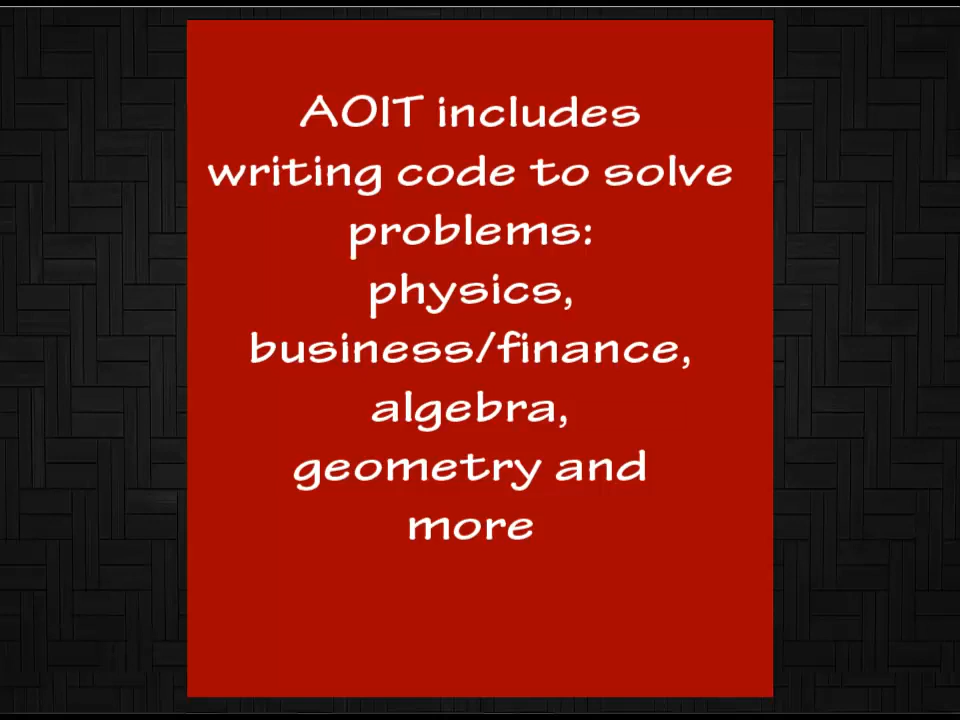 AOIT includes
writing code to solve
problems:
physics,
business/finance,
algebra,
geometry and
more